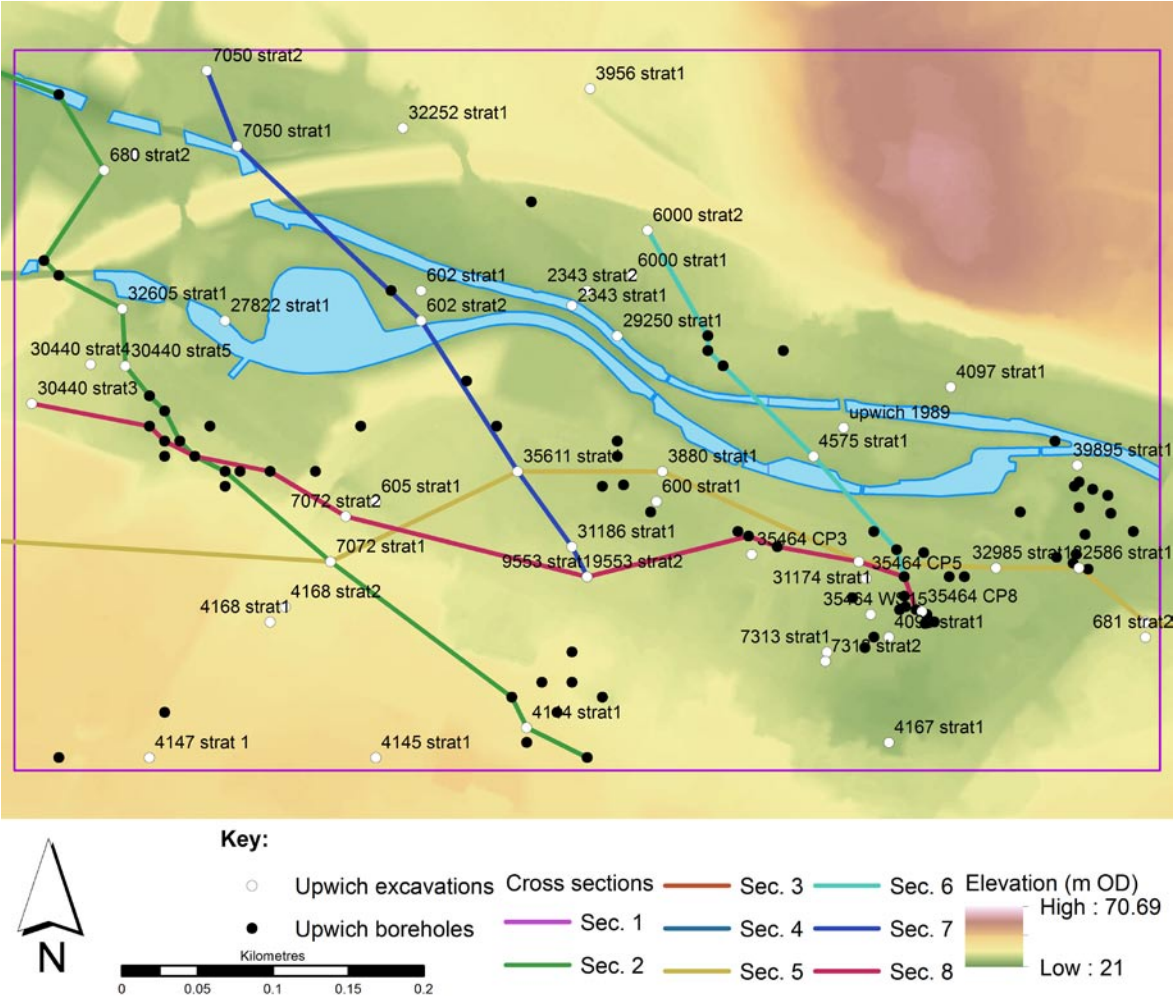 7050 strat2
3956 strat1
32252 strat1
7050 strat1
680 strat2
6000 strat2
6000 strat1
602 strat1
2343 strat2
32605 strat1
2343 strat1
27822 strat1
602 strat2
29250 strat1
30440 strat430440 strat5
4097 strat1
30440 strat3
upwich 1989
4575 strat1
35611 strat1
3880 strat1
39895 strat1
605 strat1
600 strat1
7072 strat2
31186 strat1
35464 CP3
7072 strat1
9553 strat19553 strat2
35464 CP5
32985 strat1
32586 strat1
31174 strat1
4168 strat2
4168 strat1
35464 CP8
681 strat2
7313 strat1
strat2
strat1
4167 strat1
4147 strat 1
4145 strat1
Key:
Upwich excavations
Upwich boreholes
Cross sections
Sec. 1
Sec. 2
Sec. 3
Sec. 4
Sec. 5
Sec. 6
Sec. 7
Sec. 8
Elevation (m OD)
High : 70.69
Low : 21
N
Kilometres
0 0.05 0.1 0.15 0.2